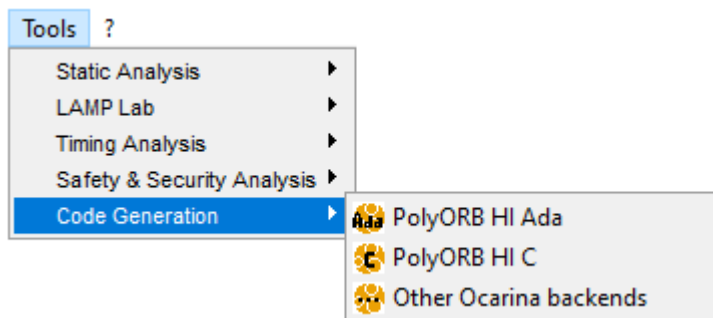 Tools ?
Static Analysis
LAMP Lab
Timing Analysis
Safety & Security Analysis
Code Generation
Ada PolyORB HI Ada
C PolyORB HI C
Other Ocarina backends